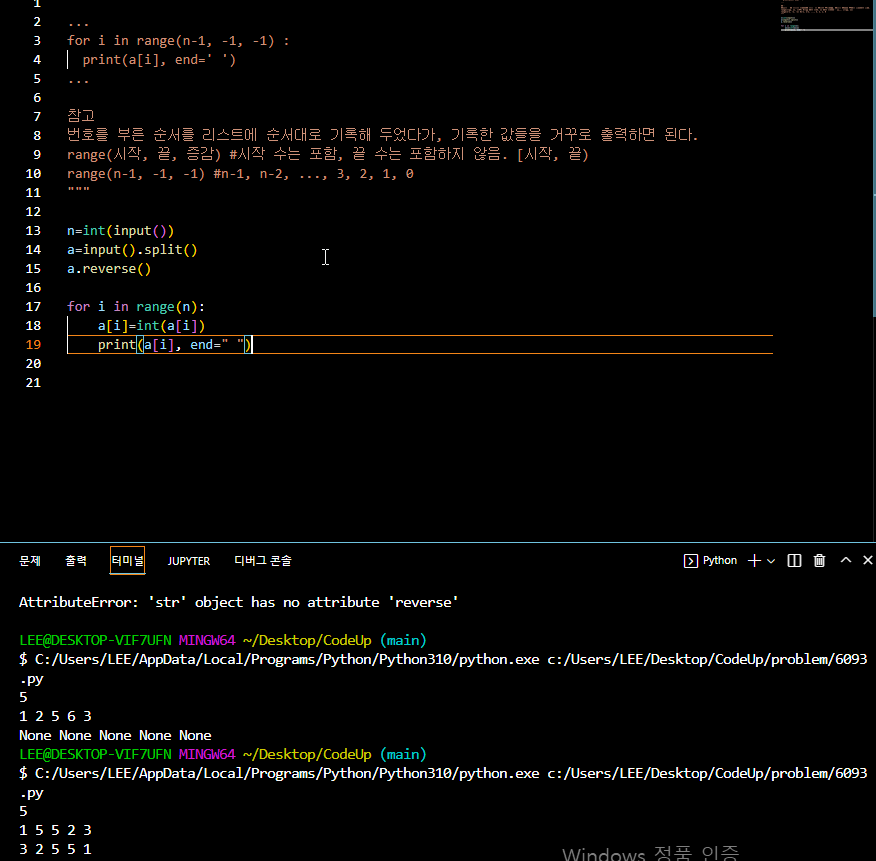 1
2 ...
3 for i in range(n-1, -1, -1) :
4 print(a[i], end=' ')
5 ...
6
7 참고
8 번호를 부른 순서를 리스트에 순서대로 기록해 두었다가, 기록한 값들을 거꾸로 출력하면 된다.
9 range(시작, 끝, 증감) #시작 수는 포함, 끝 수는 포함하지 않음. [시작, 끝)
10 range(n-1, -1, -1) #n-1, n-2, ..., 3, 2, 1, 0
11 """
12
13 n=int(input())
14 a=input().split()
15 a.reverse()
16
17 for i in range(n):
18 a[i]=int(a[i])
19 print(a[i], end=" ")
20
21
문제 출력 터미널 JUPYTER 디버그 콘솔 Python
AttributeError: 'str' object has no attribute 'reverse'
LEE@DESKTOP-VIF7UFN MINGW64 ~/Desktop/CodeUp (main)
$ C:/Users/LEE/AppData/Local/Programs/Python/Python310/python.exe c:/Users/LEE/Desktop/CodeUp/problem/6093
.py
5
1 2 5 6 3
None None None None None
LEE@DESKTOP-VIF7UFN MINGW64 ~/Desktop/CodeUp (main)
$ C:/Users/LEE/AppData/Local/Programs/Python/Python310/python.exe c:/Users/LEE/Desktop/CodeUp/problem/6093
.py
5
1 5 5 2 3
3 2 5 5 1
Windows 정품 인증